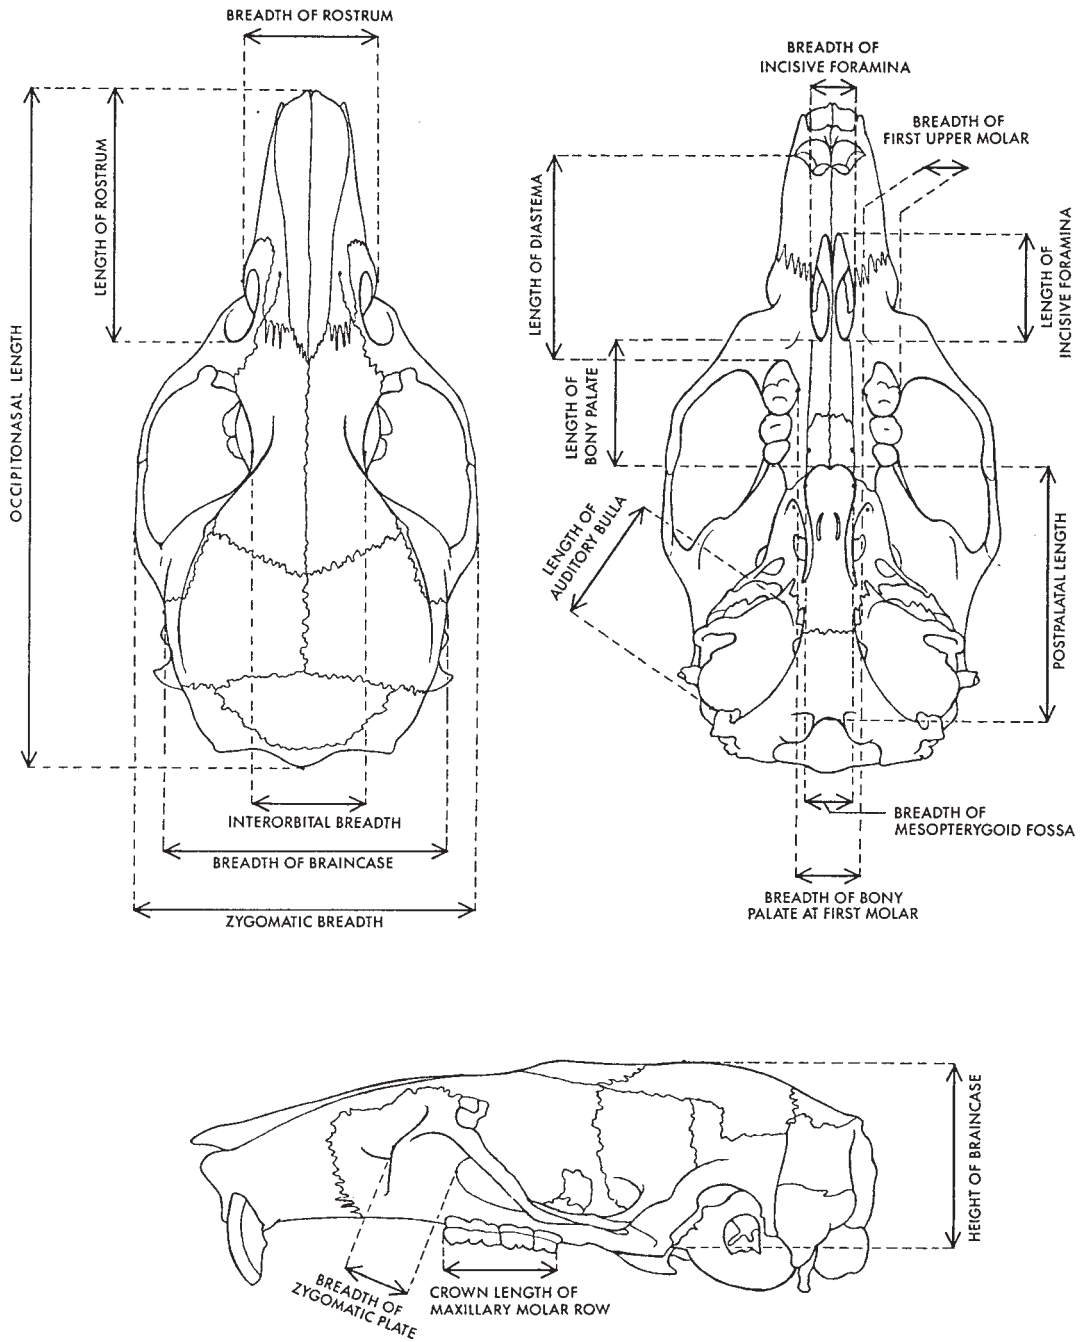 BREADTH OF ROSTRUM
LENGTH OF ROSTRUM
OCCIPITONASAL LENGTH
INTERORBITAL BREADTH
BREADTH OF BRAINCASE
ZYGOMATIC BREADTH
BREADTH OF
INCISIVE FORAMINA
BREADTH OF
FIRST UPPER MOLAR
LENGTH OF DIASTEMA
LENGTH OF
INCISIVE FORAMINA
LENGTH OF
BONY PALATE
LENGTH OF
AUDITORY BULLA
POSTPALATAL LENGTH
BREADTH OF
MESOPTERYGOID FOSSA
BREADTH OF BONY
PALATE AT FIRST MOLAR
HEIGHT OF BRAINCASE
BREADTH OF
ZYGOMATIC PLATE
CROWN LENGTH OF
MAXILLARY MOLAR ROW